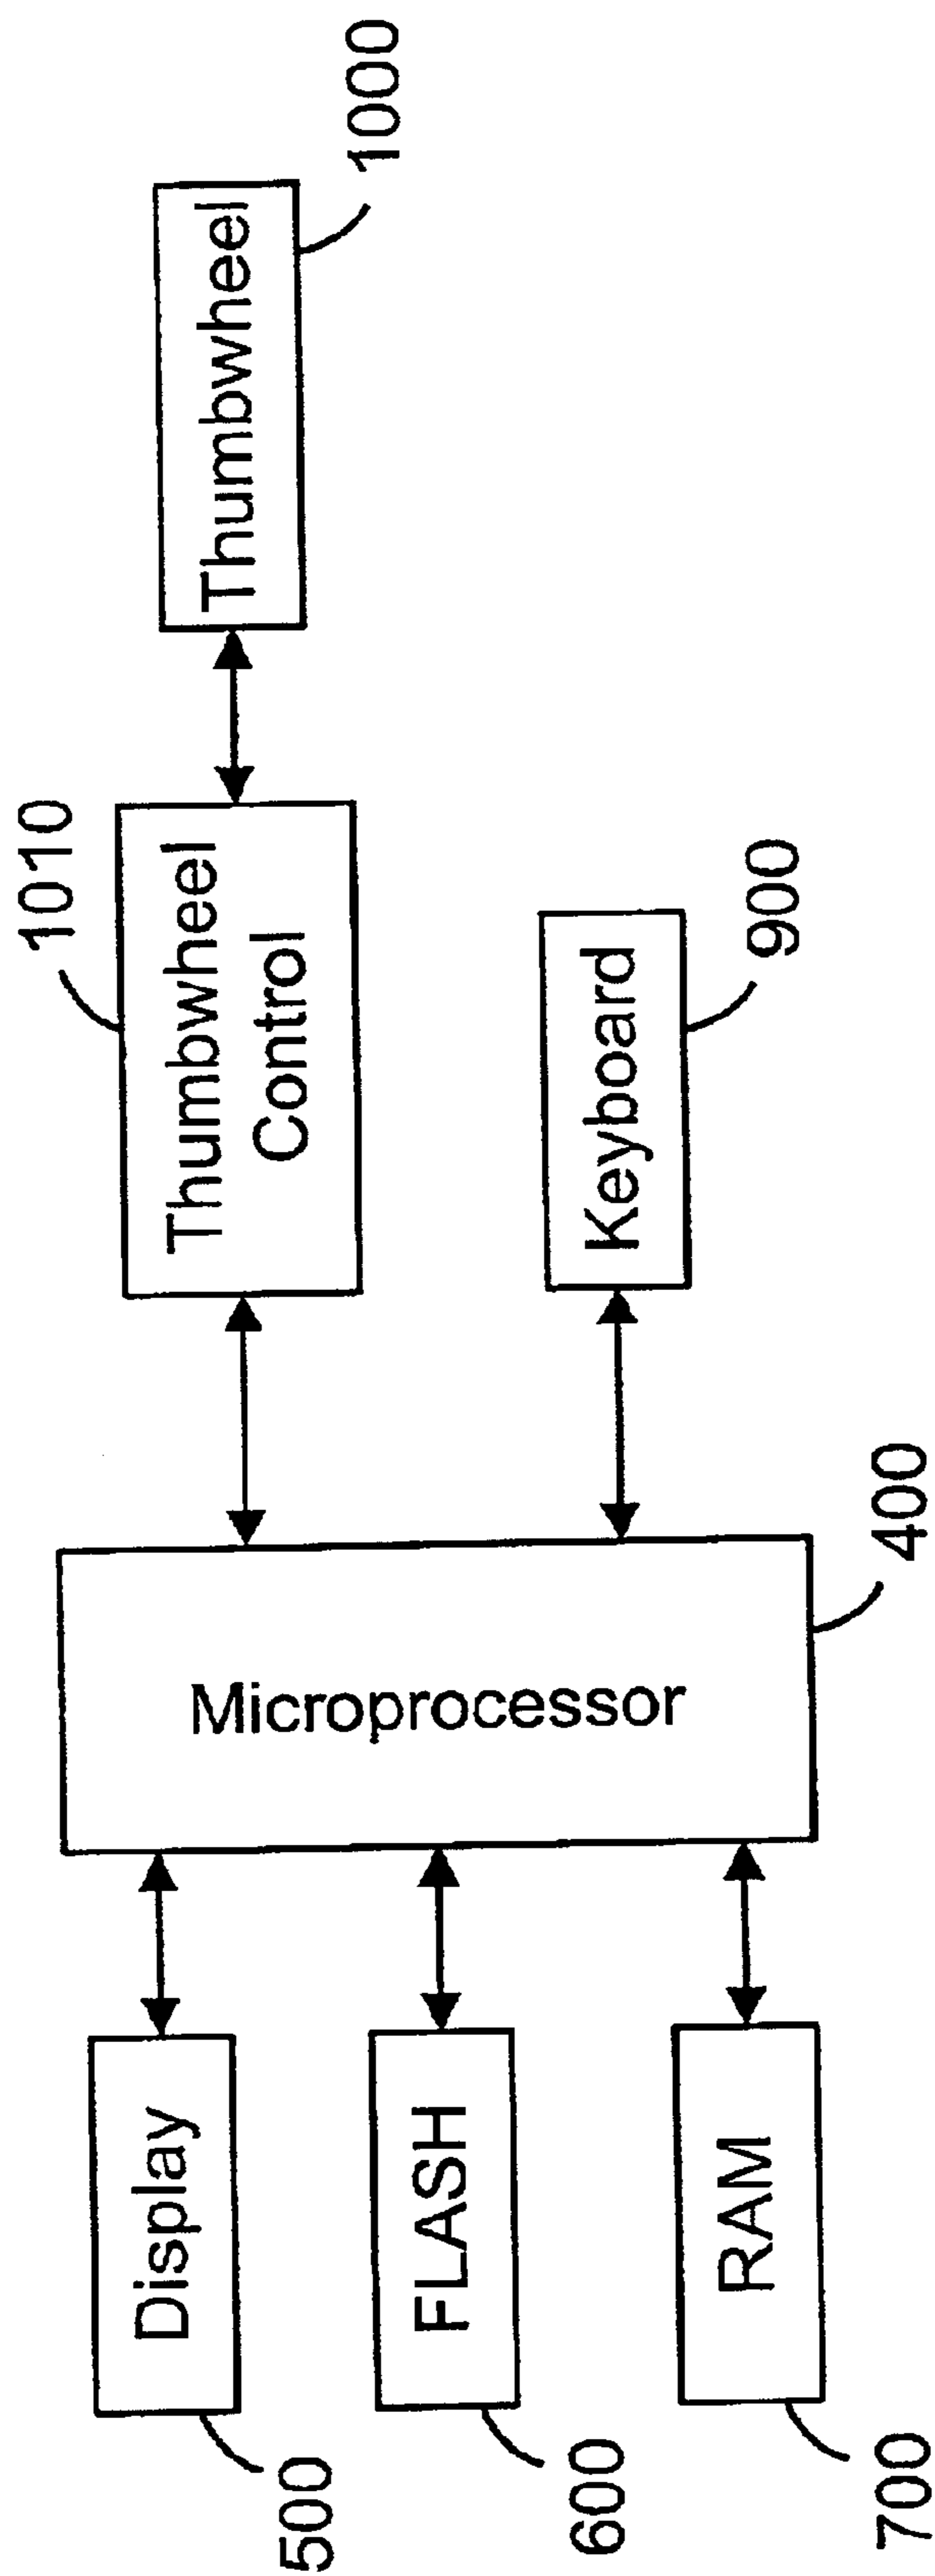 Display
500
FLASH
600
RAM
700
Microprocessor
400
Thumbwheel
Control
1010
Keyboard
900
Thumbwheel
1000